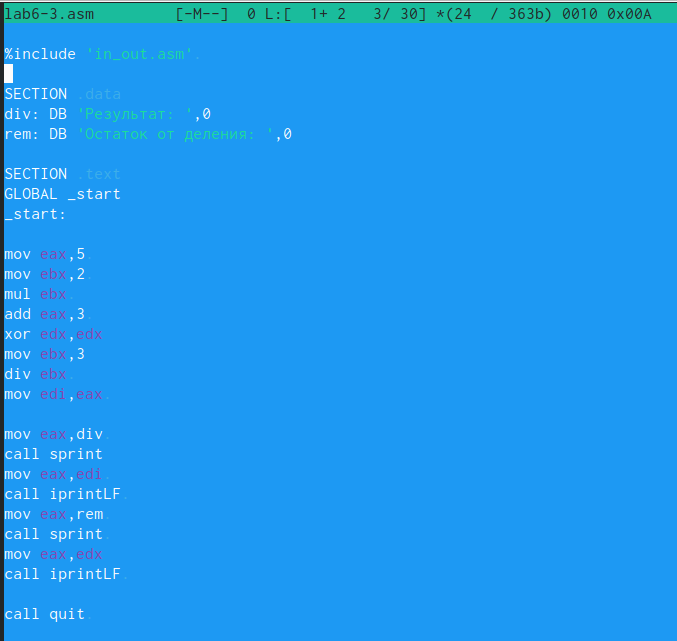 lab6-3.asm [-M--] 0 L:[ 1+ 2 3/ 30] *(24 / 363b) 0010 0x00A
%include 'in_out.asm'
SECTION .data
div: DB 'Результат: ',0
rem: DB 'Остаток от деления: ',0
SECTION .text
GLOBAL _start
_start:
mov eax,5
mov ebx,2
mul ebx
add eax,3
xor edx,edx
mov ebx,3
div ebx
mov edi,eax
mov eax,div
call sprint
mov eax,edi
call iprintLF
mov eax,rem
call sprint
mov eax,edx
call iprintLF
call quit